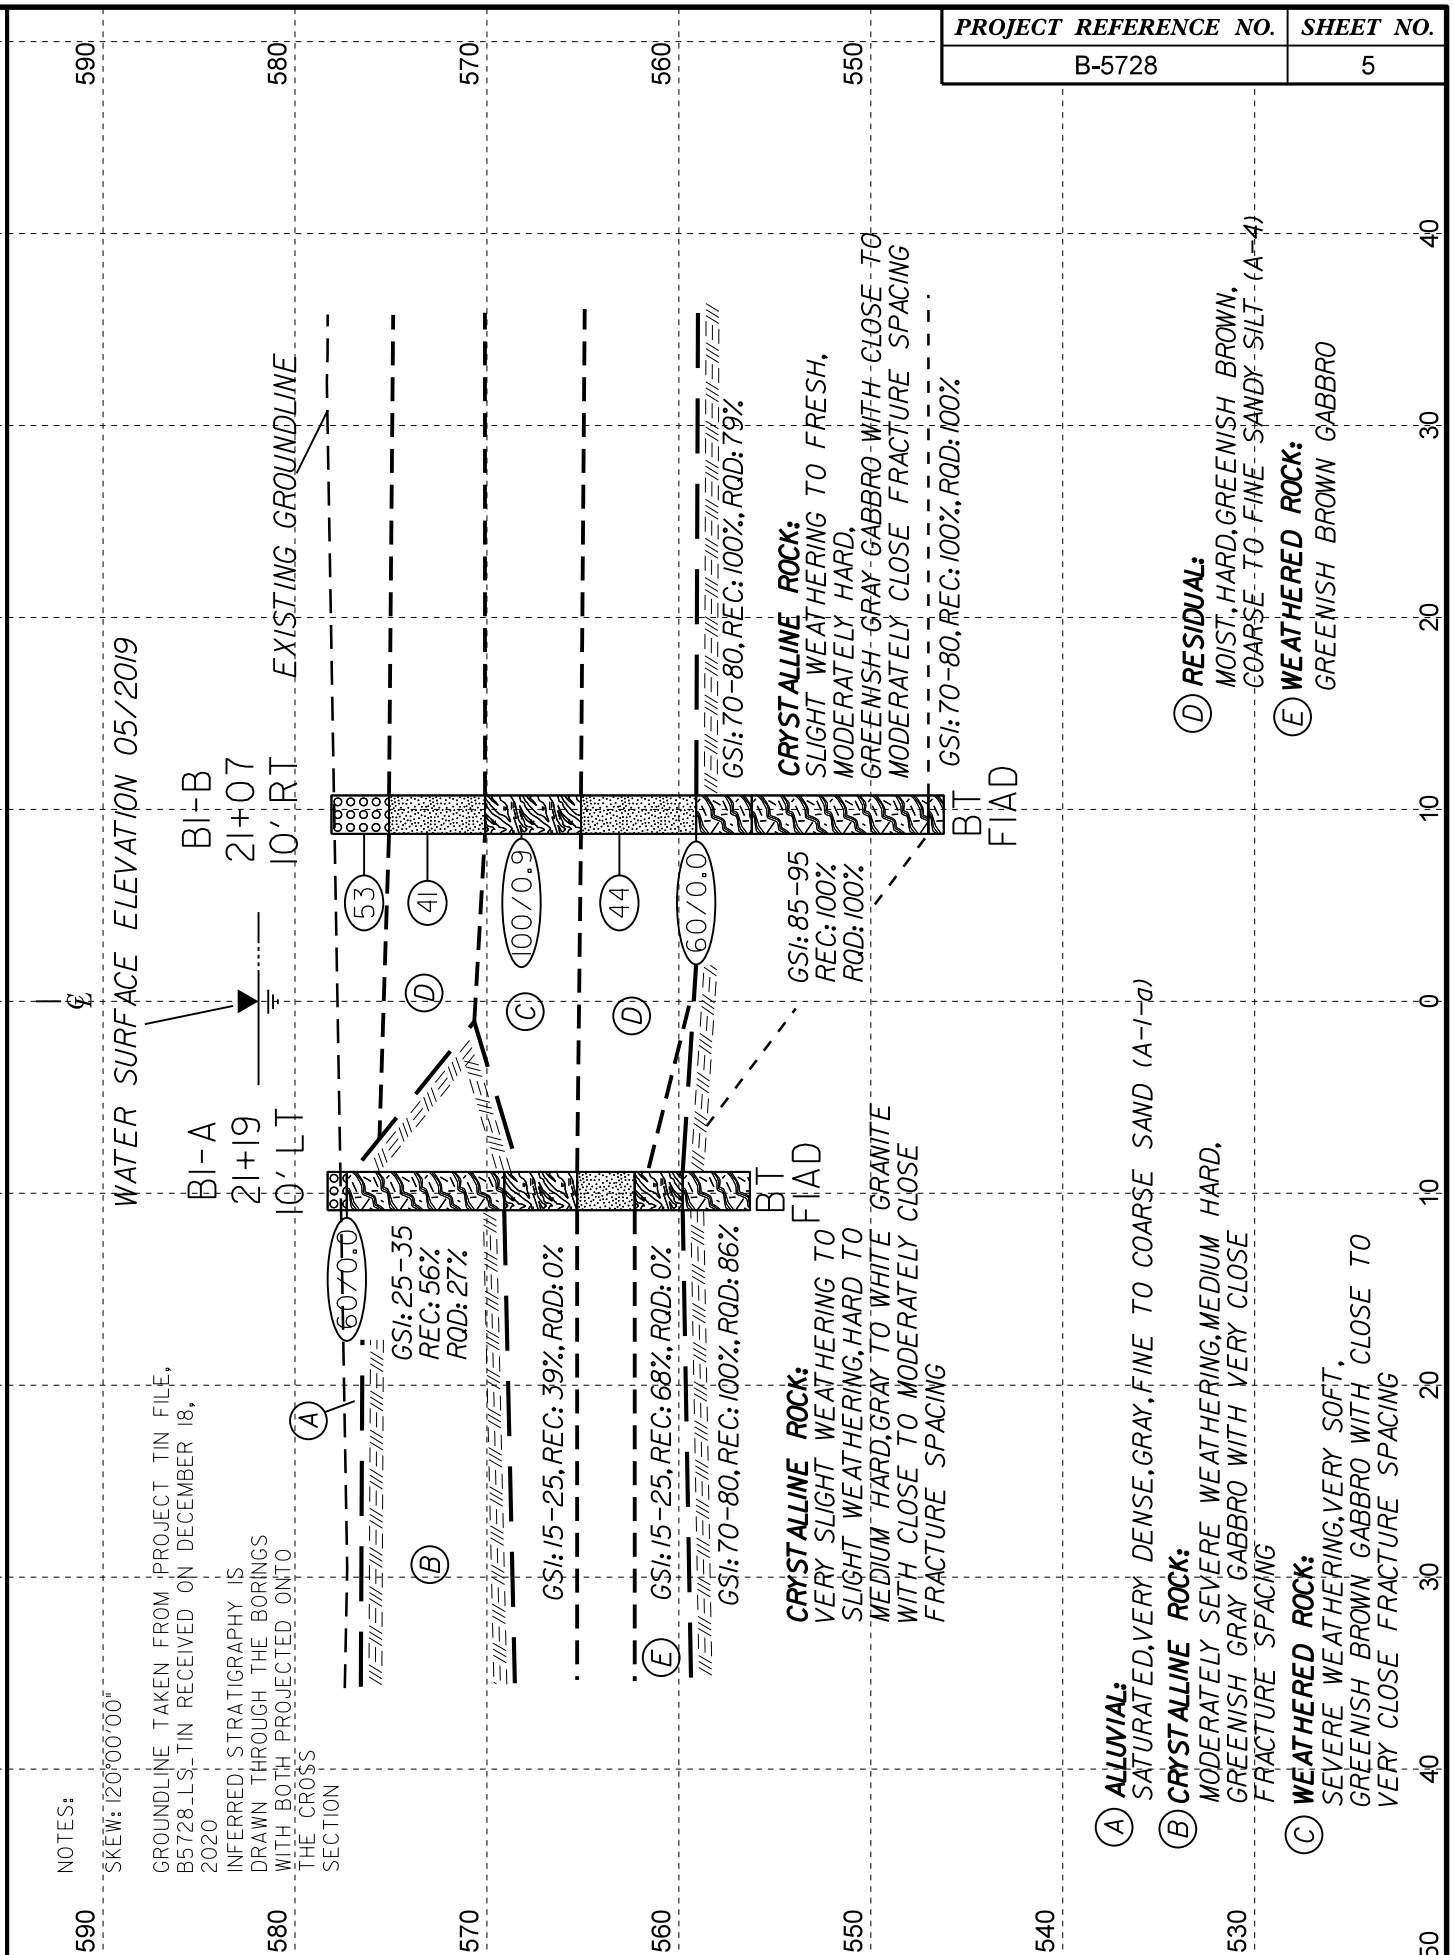 PROJECT REFERENCE NO.
SHEET NO.
B-5728
5
NOTES:
SKEW: 120°00'00"
GROUNDLINE TAKEN FROM PROJECT TIN FILE,
B5728_LS_TIN RECEIVED ON DECEMBER 18,
2020
INFERRED STRATIGRAPHY IS
DRAWN THROUGH THE BORINGS
WITH BOTH PROJECTED ONTO
THE CROSS
SECTION
WATER SURFACE ELEVATION 05/2019
B1-A
21+19
10' LT
B1-B
21+07
10' RT
EXISTING GROUNDLINE
590
580
570
560
550
540
530
590
580
570
560
550
60/0.0
53
41
100/0.9
44
60/0.0
A
B
E
D
C
D
GSI: 25-35
REC: 56%
RQD: 27%
GSI: 15-25, REC: 39%, RQD: 0%
GSI: 15-25, REC: 68%, RQD: 0%
GSI: 70-80, REC: 100%, RQD: 86%
BT
FIAD
CRYSTALLINE ROCK:
VERY SLIGHT WEATHERING TO
SLIGHT WEATHERING, HARD TO
MEDIUM HARD, GRAY TO WHITE GRANITE
WITH CLOSE TO MODERATELY CLOSE
FRACTURE SPACING
GSI: 85-95
REC: 100%
RQD: 100%
GSI: 70-80, REC: 100%, RQD: 79%
CRYSTALLINE ROCK:
SLIGHT WEATHERING TO FRESH,
MODERATELY HARD,
GREENISH GRAY GABBRO WITH CLOSE TO
MODERATELY CLOSE FRACTURE SPACING
GSI: 70-80, REC: 100%, RQD: 100%
BT
FIAD
A ALLUVIAL:
SATURATED, VERY DENSE, GRAY, FINE TO COARSE SAND (A-1-a)
B CRYSTALLINE ROCK:
MODERATELY SEVERE WEATHERING, MEDIUM HARD,
GREENISH GRAY GABBRO WITH VERY CLOSE
FRACTURE SPACING
C WEATHERED ROCK:
SEVERE WEATHERING, VERY SOFT,
GREENISH BROWN GABBRO WITH CLOSE TO
VERY CLOSE FRACTURE SPACING
D RESIDUAL:
MOIST, HARD, GREENISH BROWN,
COARSE TO FINE SANDY SILT (A-4)
E WEATHERED ROCK:
GREENISH BROWN GABBRO
40
30
20
10
0
10
20
30
40